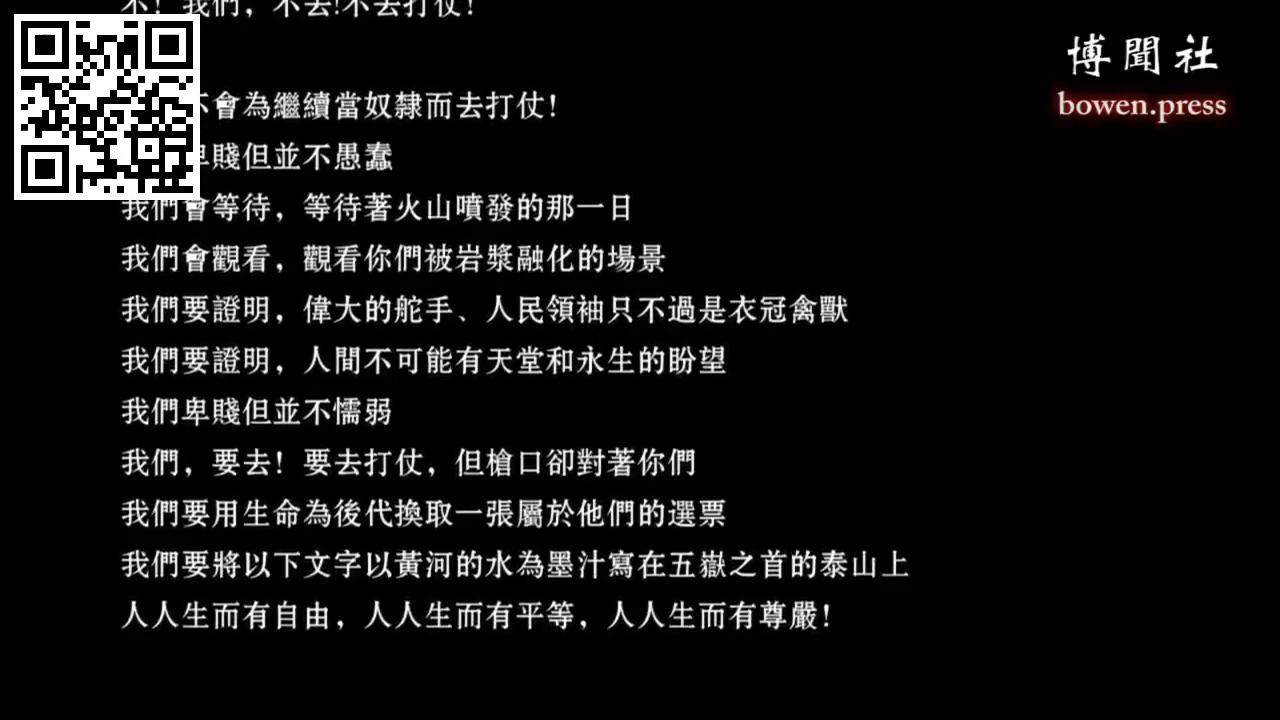 不！我們，不去！不去打仗！
博聞社
bowen.press
不會為繼續當奴隸而去打仗！
卑賤但並不愚蠢
我們會等待，等待著火山噴發的那一日
我們會觀看，觀看你們被岩漿融化的場景
我們要證明，偉大的舵手、人民領袖只不過是衣冠禽獸
我們要證明，人間不可能有天堂和永生的盼望
我們卑賤但並不懦弱
我們，要去！要去打仗，但槍口卻對著你們
我們要用生命為後代換取一張屬於他們的選票
我們要將以下文字以黃河的水為墨汁寫在五嶽之首的泰山上
人人生而有自由，人人生而有平等，人人生而有尊嚴！